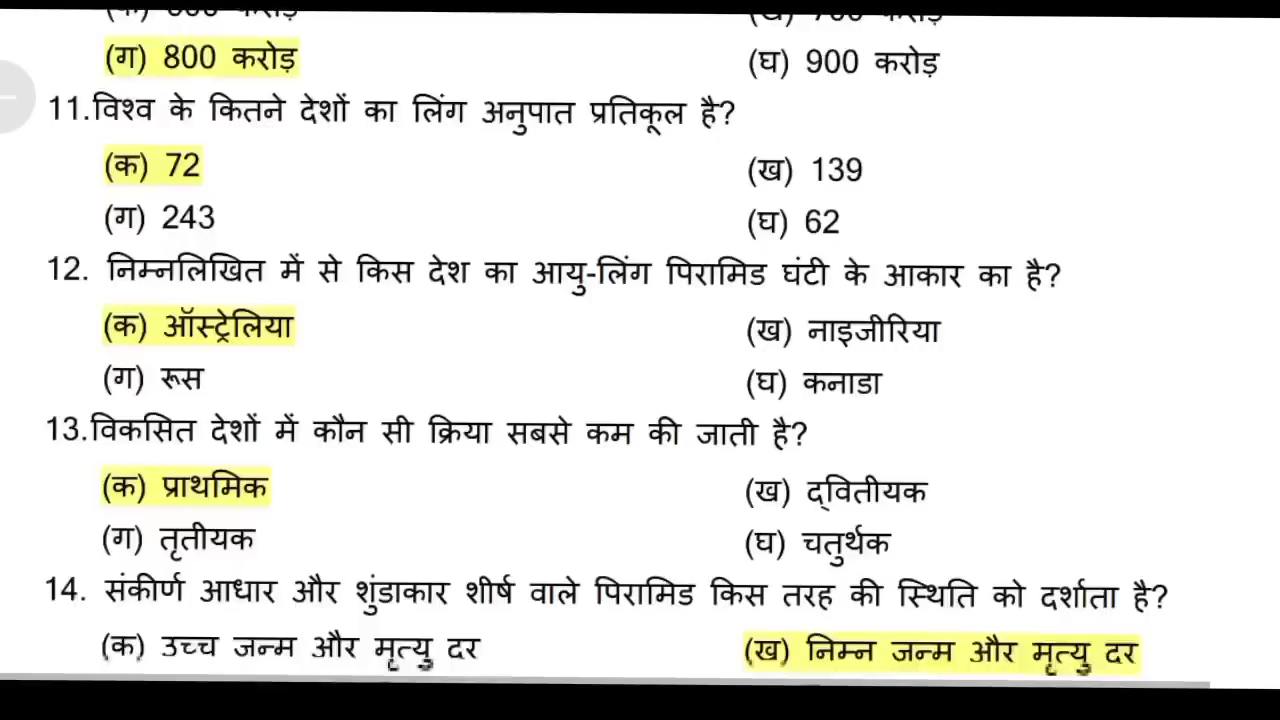 (ग) 800 करोड़ (घ) 900 करोड़
11.विश्व के कितने देशों का लिंग अनुपात प्रतिकूल है?
(क) 72 (ख) 139
(ग) 243 (घ) 62
12. निम्नलिखित में से किस देश का आयु-लिंग पिरामिड घंटी के आकार का है?
(क) ऑस्ट्रेलिया (ख) नाइजीरिया
(ग) रूस (घ) कनाडा
13.विकसित देशों में कौन सी क्रिया सबसे कम की जाती है?
(क) प्राथमिक (ख) द्वितीयक
(ग) तृतीयक (घ) चतुर्थक
14. संकीर्ण आधार और शुंडाकार शीर्ष वाले पिरामिड किस तरह की स्थिति को दर्शाता है?
(क) उच्च जन्म और मृत्यु दर (ख) निम्न जन्म और मृत्यु दर